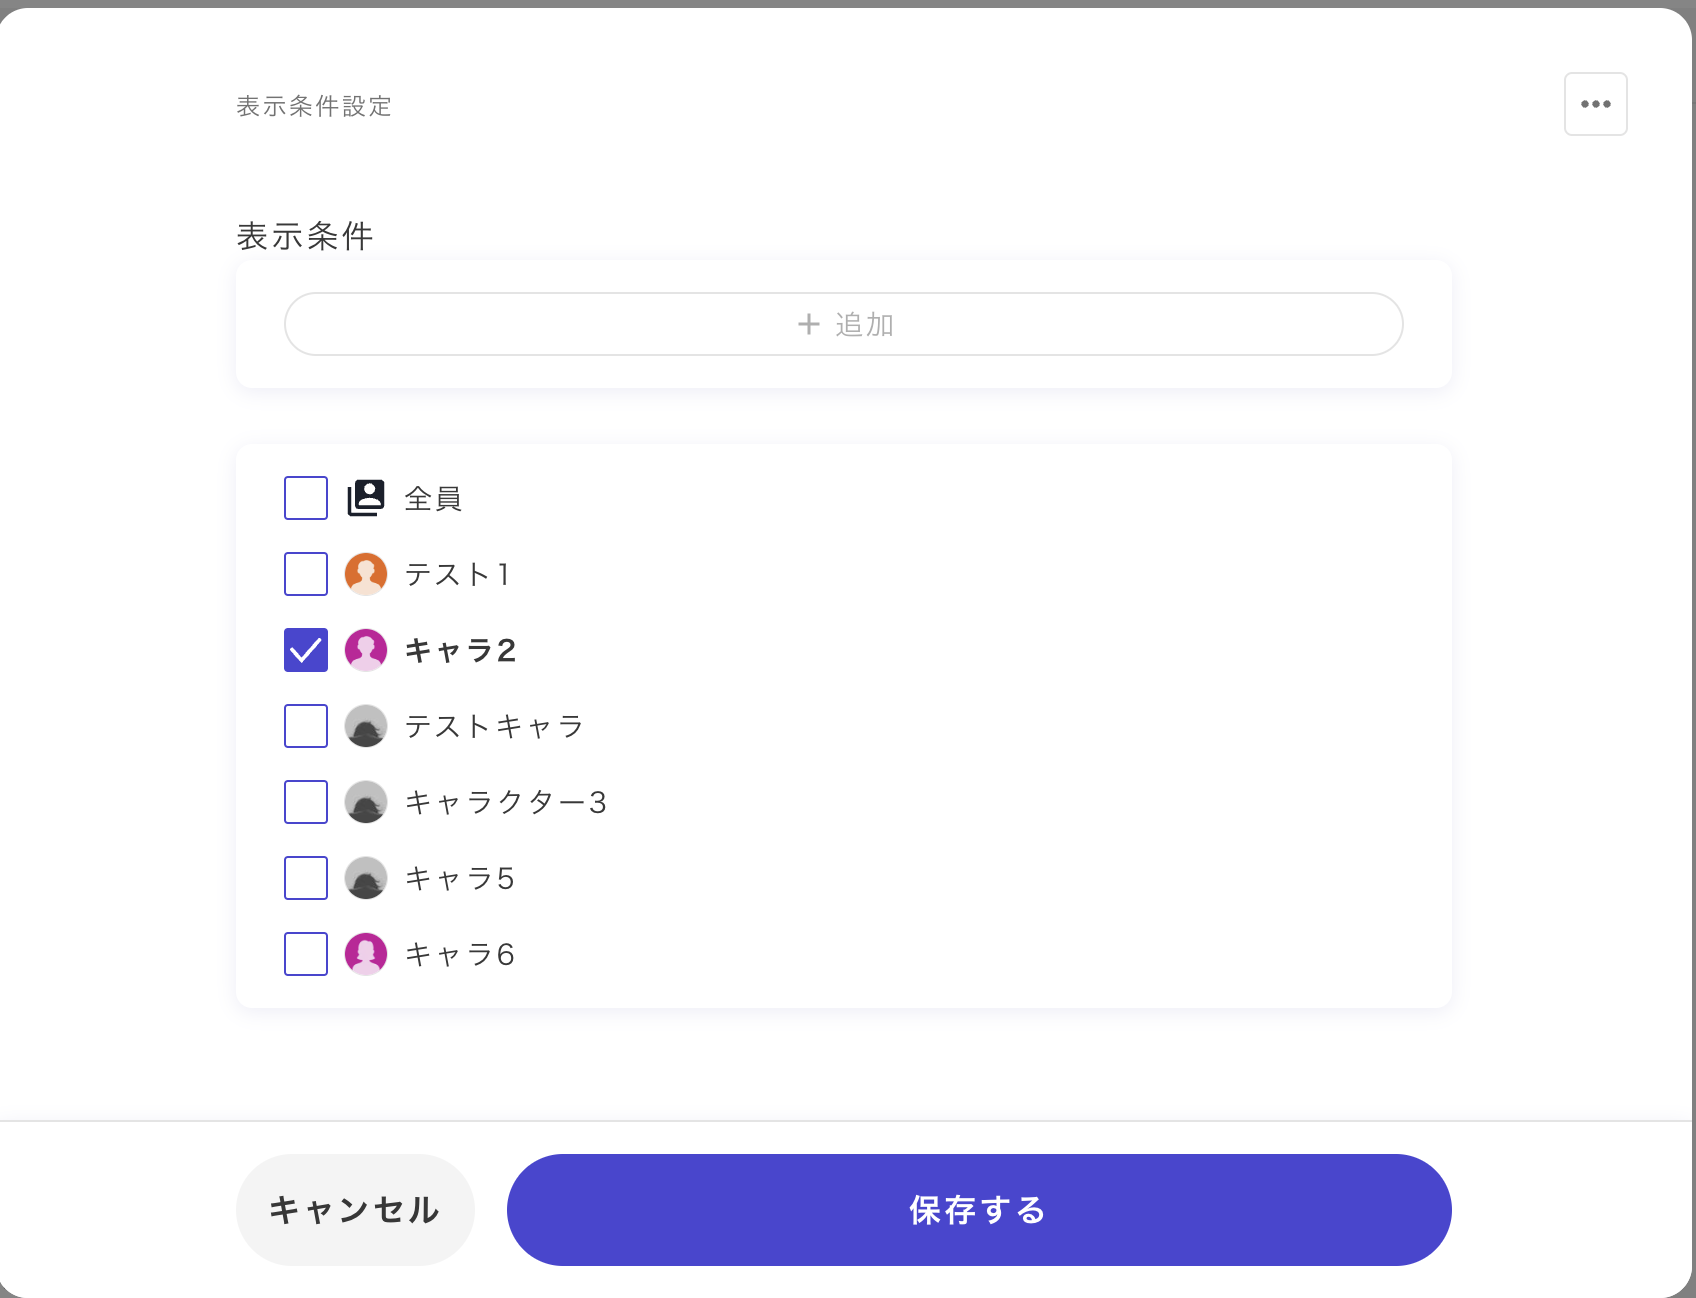 表示条件設定
表示条件
+ 追加
全員
テスト1
キャラ2
テストキャラ
キャラクター3
キャラ5
キャラ6
キャンセル
保存する